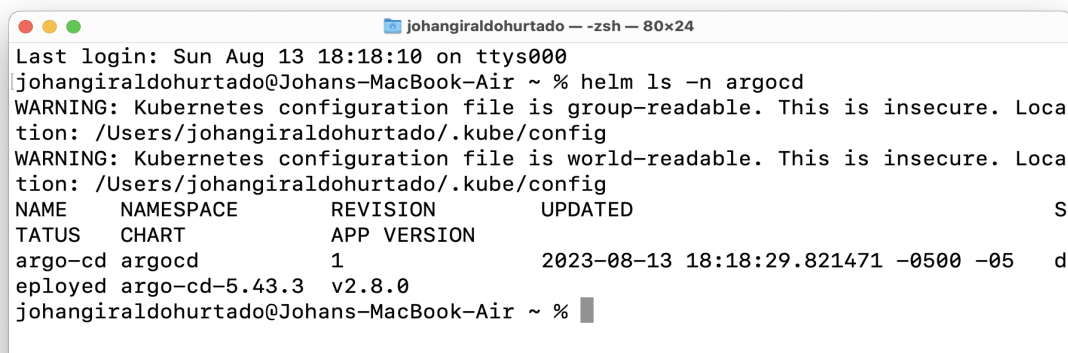 johangiraldohurtado — -zsh — 80×24
Last login: Sun Aug 13 18:18:10 on ttys000
[johangiraldohurtado@Johans-MacBook-Air ~ % helm ls -n argocd
WARNING: Kubernetes configuration file is group-readable. This is insecure. Loca
tion: /Users/johangiraldohurtado/.kube/config
WARNING: Kubernetes configuration file is world-readable. This is insecure. Loca
tion: /Users/johangiraldohurtado/.kube/config
NAME    NAMESPACE       REVISION        UPDATED                                S
TATUS   CHART           APP VERSION
argo-cd argocd          1               2023-08-13 18:18:29.821471 -0500 -05   d
eployed argo-cd-5.43.3  v2.8.0
johangiraldohurtado@Johans-MacBook-Air ~ %